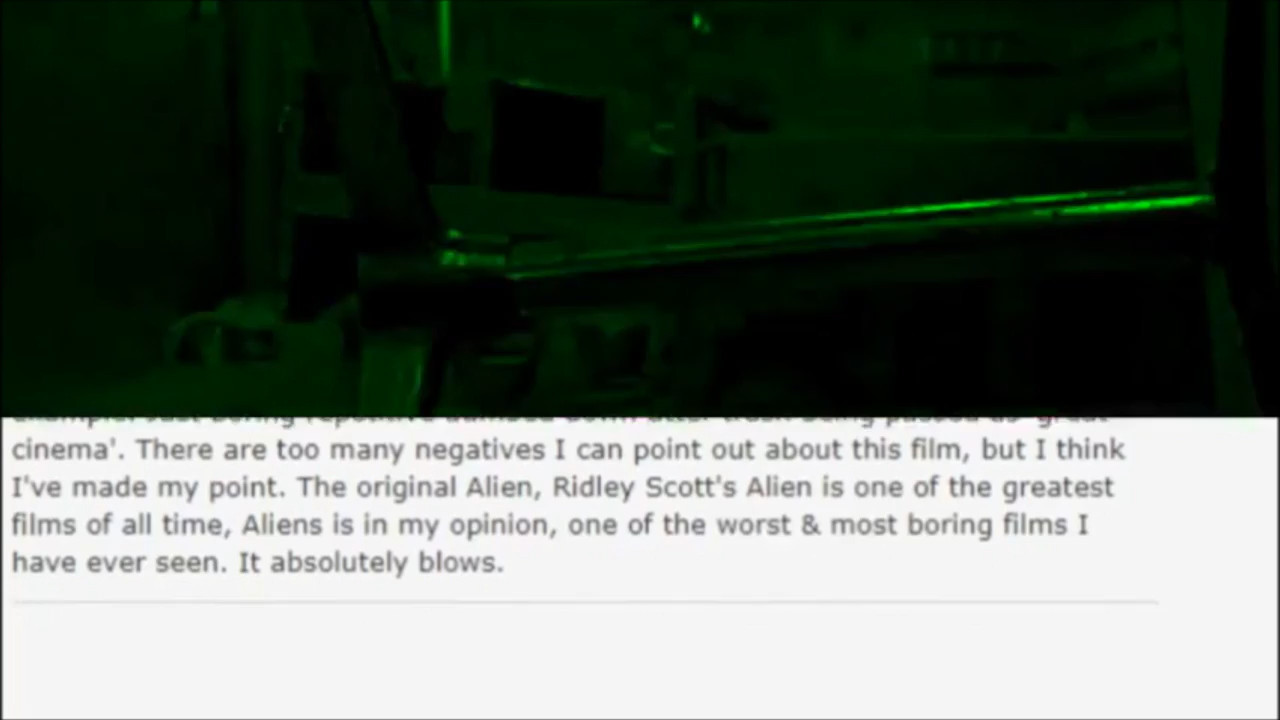 cinema'. There are too many negatives I can point out about this film, but I think
I've made my point. The original Alien, Ridley Scott's Alien is one of the greatest
films of all time, Aliens is in my opinion, one of the worst & most boring films I
have ever seen. It absolutely blows.